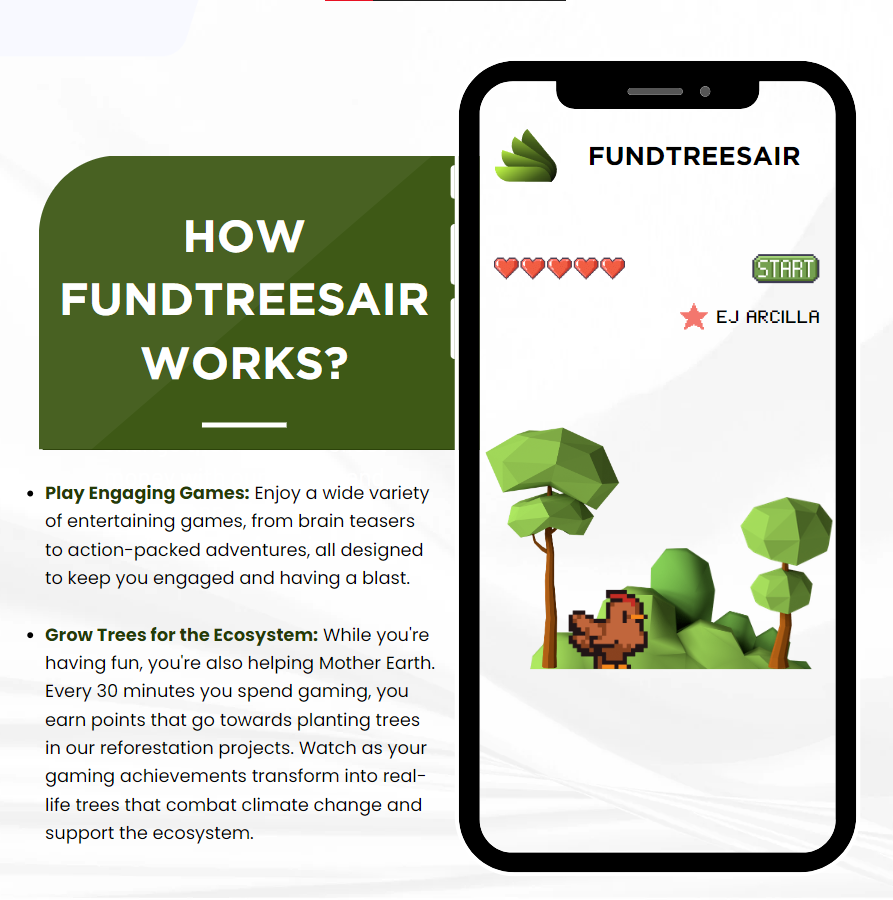 HOW
FUNDTREESAIR
WORKS?
Play Engaging Games: Enjoy a wide variety
of entertaining games, from brain teasers
to action-packed adventures, all designed
to keep you engaged and having a blast.
Grow Trees for the Ecosystem: While you're
having fun, you're also helping Mother Earth.
Every 30 minutes you spend gaming, you
earn points that go towards planting trees
in our reforestation projects. Watch as your
gaming achievements transform into real-
life trees that combat climate change and
support the ecosystem.
FUNDTREESAIR
START
EJ ARCILLA